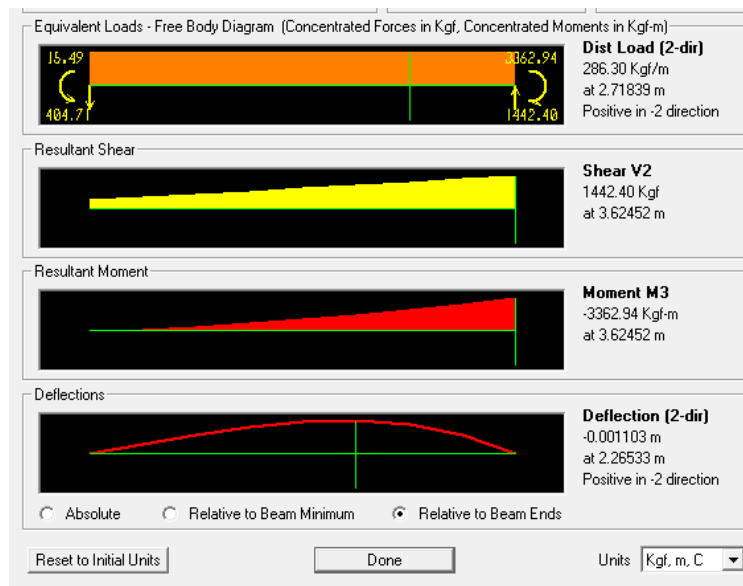 Equivalent Loads - Free Body Diagram (Concentrated Forces in Kgf, Concentrated Moments in Kgf-m)
15.49
3362.94
404.71
1442.40
Dist Load (2-dir)
286.30 Kgf/m
at 2.71839 m
Positive in -2 direction
Resultant Shear
Shear V2
1442.40 Kgf
at 3.62452 m
Resultant Moment
Moment M3
-3362.94 Kgf-m
at 3.62452 m
Deflections
Deflection (2-dir)
-0.001103 m
at 2.26533 m
Positive in -2 direction
Absolute Relative to Beam Minimum Relative to Beam Ends
Reset to Initial Units Done Units Kgf, m, C